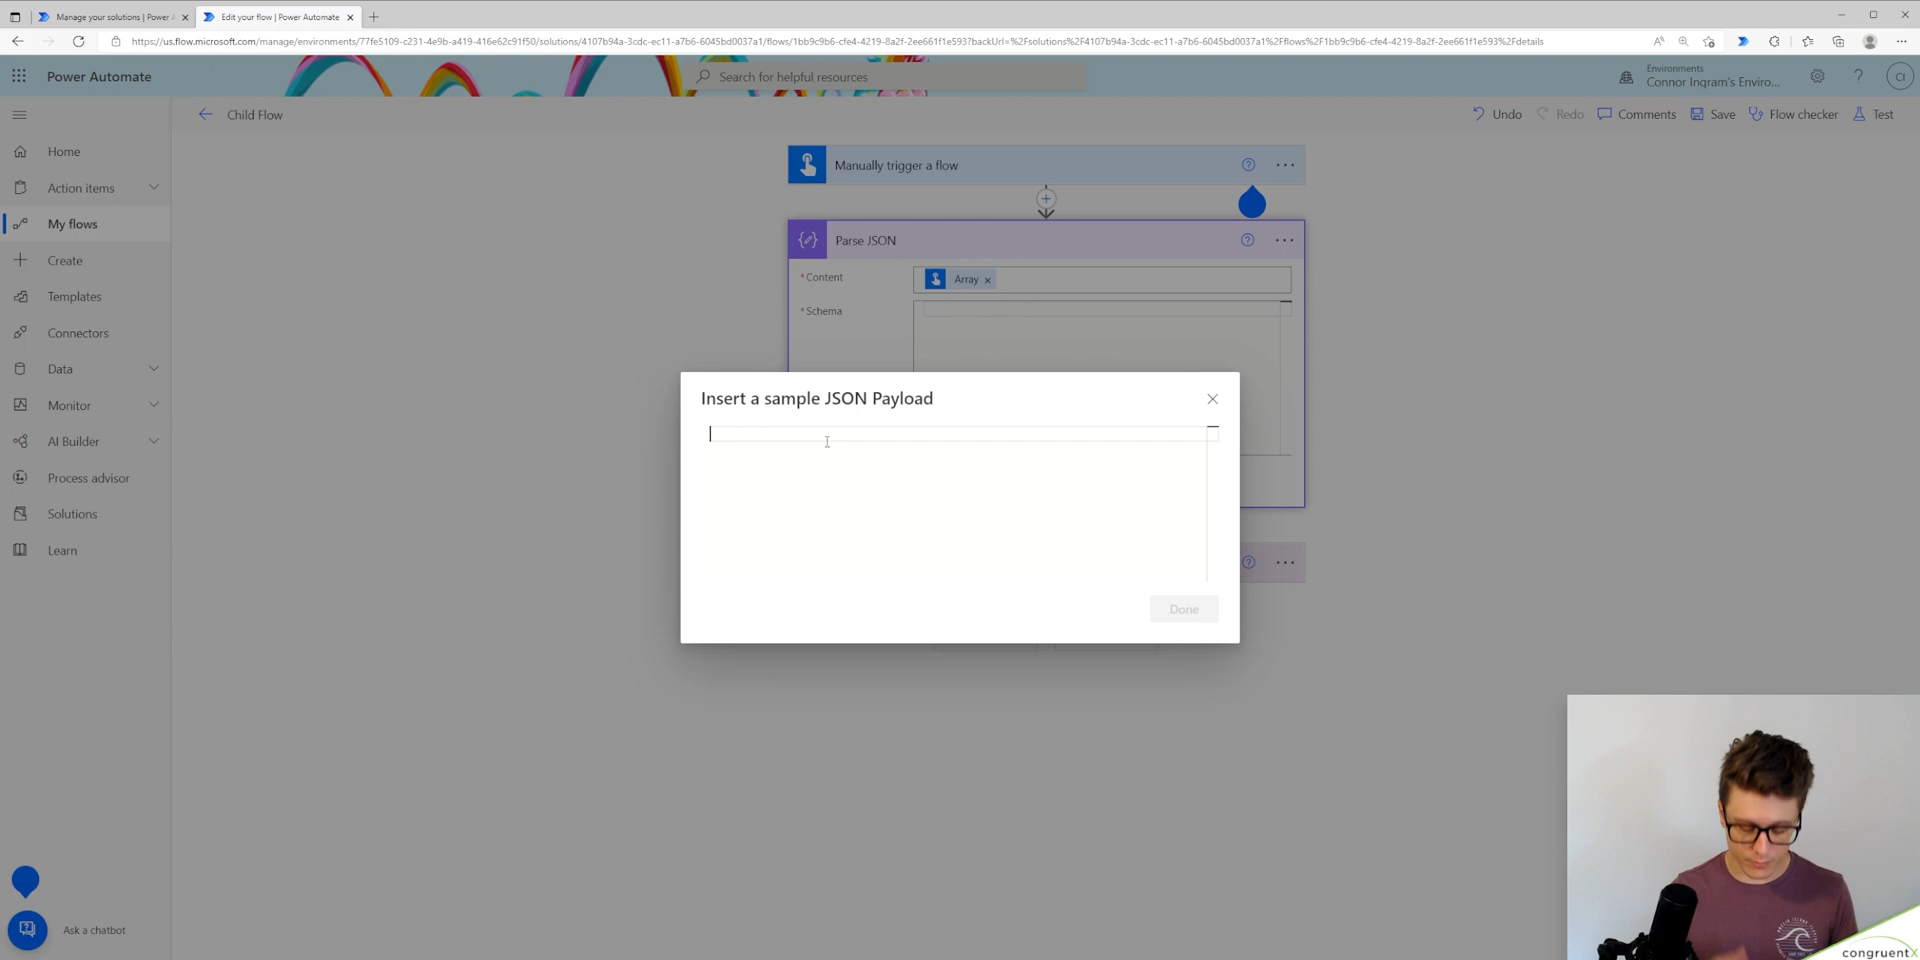 Manage your solutions | Power A
Edit your flow | Power Automate
https://us.flow.microsoft.com/manage/environments/77fe5109-c231-4e9b-a419-416e62c91f50/solutions/4107b94a-3cdc-ec11-a7b6-6045bd0037a1/flows/1bb9c9b6-cfe4-4219-8a2f-2ee661f1e593?backUrl=%2Fsolutions%2F4107b94a-3cdc-ec11-a7b6-6045bd0037a1%2Fflows%2F1bb9c9b6-cfe4-4219-8a2f-2ee661f1e593%2Fdetails
Power Automate
Search for helpful resources
Environments
Connor Ingram's Enviro...
CI
Child Flow
Undo
Redo
Comments
Save
Flow checker
Test
Home
Action items
My flows
Create
Templates
Connectors
Data
Monitor
AI Builder
Process advisor
Solutions
Learn
Ask a chatbot
Manually trigger a flow
Parse JSON
* Content
Array ×
* Schema
Insert a sample JSON Payload
Done
congruentX